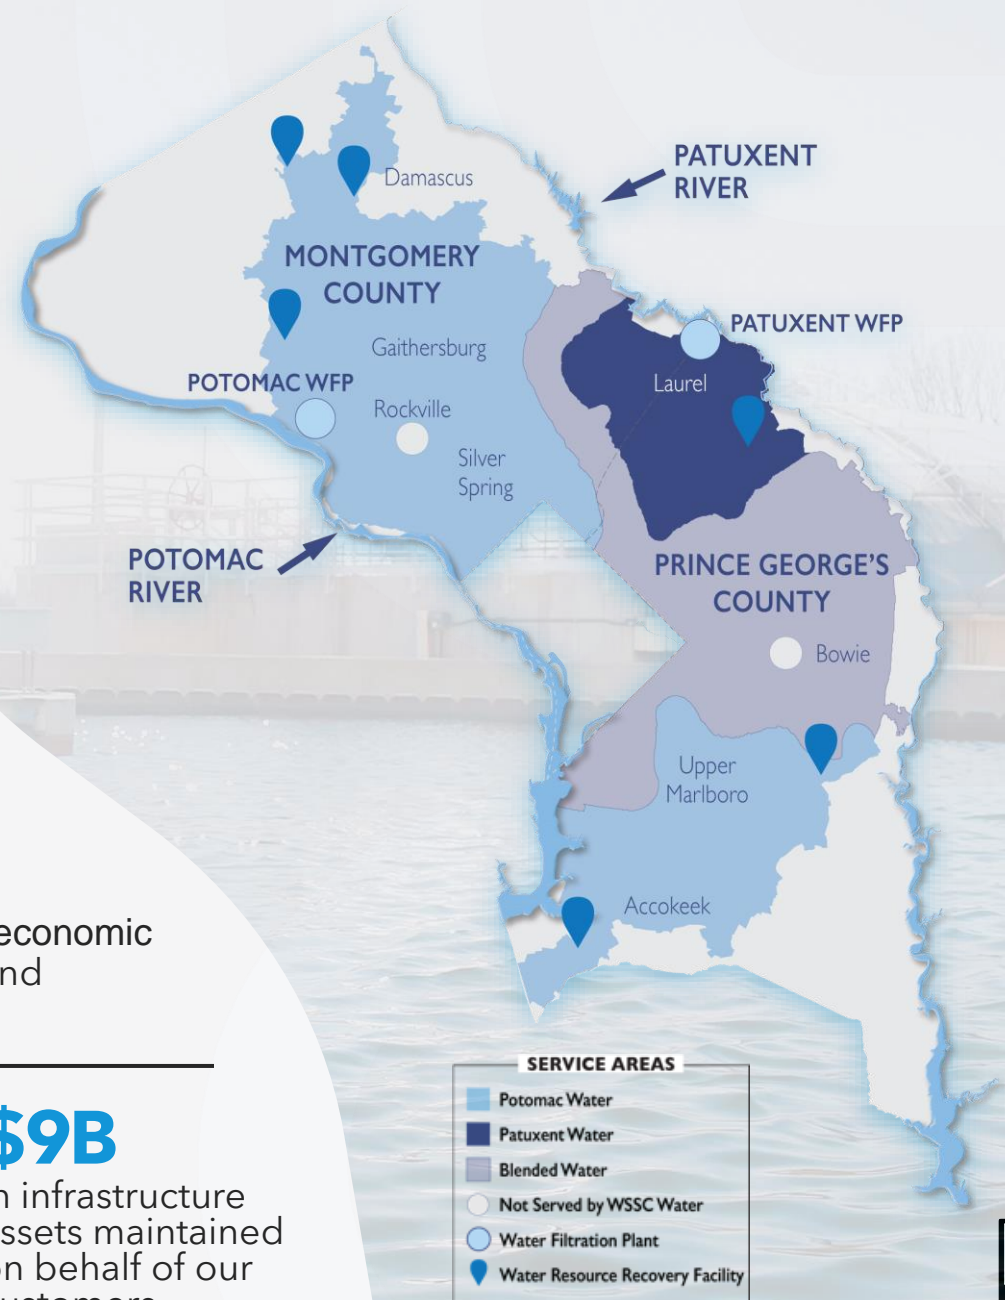 PATUXENT
RIVER
Damascus
MONTGOMERY
COUNTY
PATUXENT WFP
Gaithersburg
POTOMAC WFP
Laurel
Rockville
Silver
Spring
POTOMAC
RIVER
PRINCE GEORGE'S
COUNTY
Bowie
Upper
Marlboro
Accokeek
economic
nd
$9B
n infrastructure
assets maintained
on behalf of our
customers
SERVICE AREAS
Potomac Water
Patuxent Water
Blended Water
Not Served by WSSC Water
Water Filtration Plant
Water Resource Recovery Facility